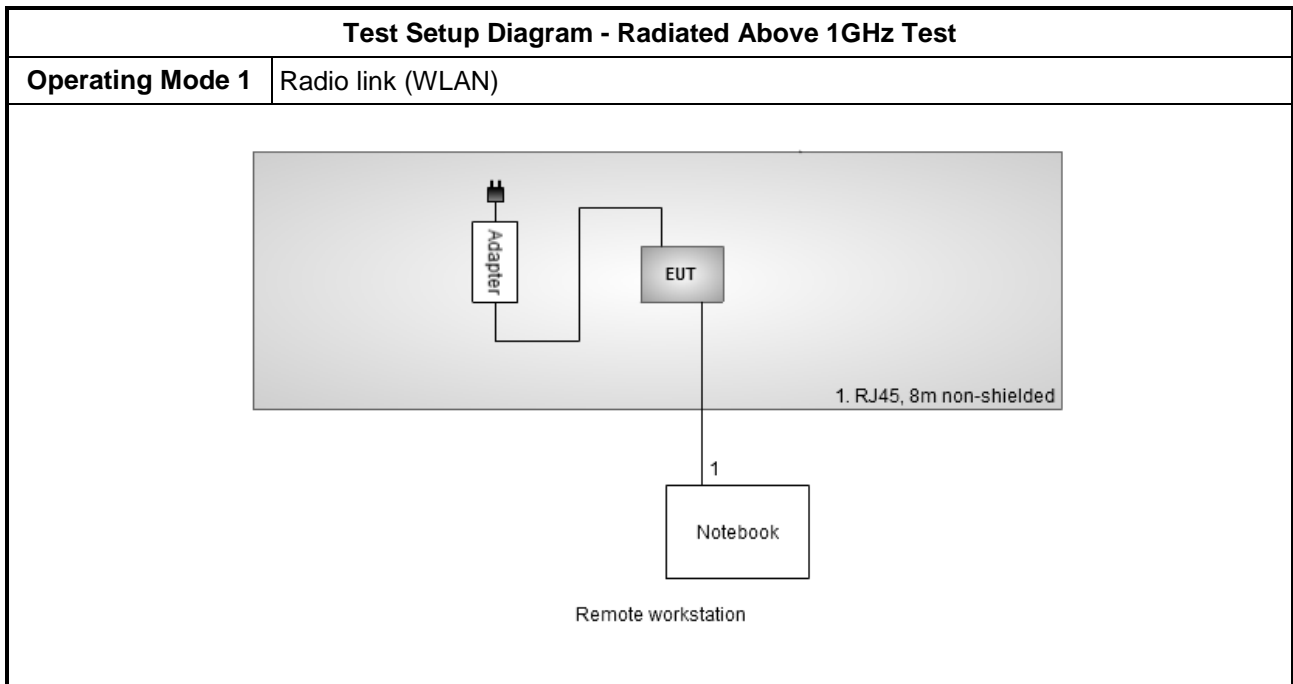 Test Setup Diagram - Radiated Above 1GHz Test
Operating Mode 1 Radio link (WLAN)
Adapter
EUT
1. RJ45, 8m non-shielded
1
Notebook
Remote workstation